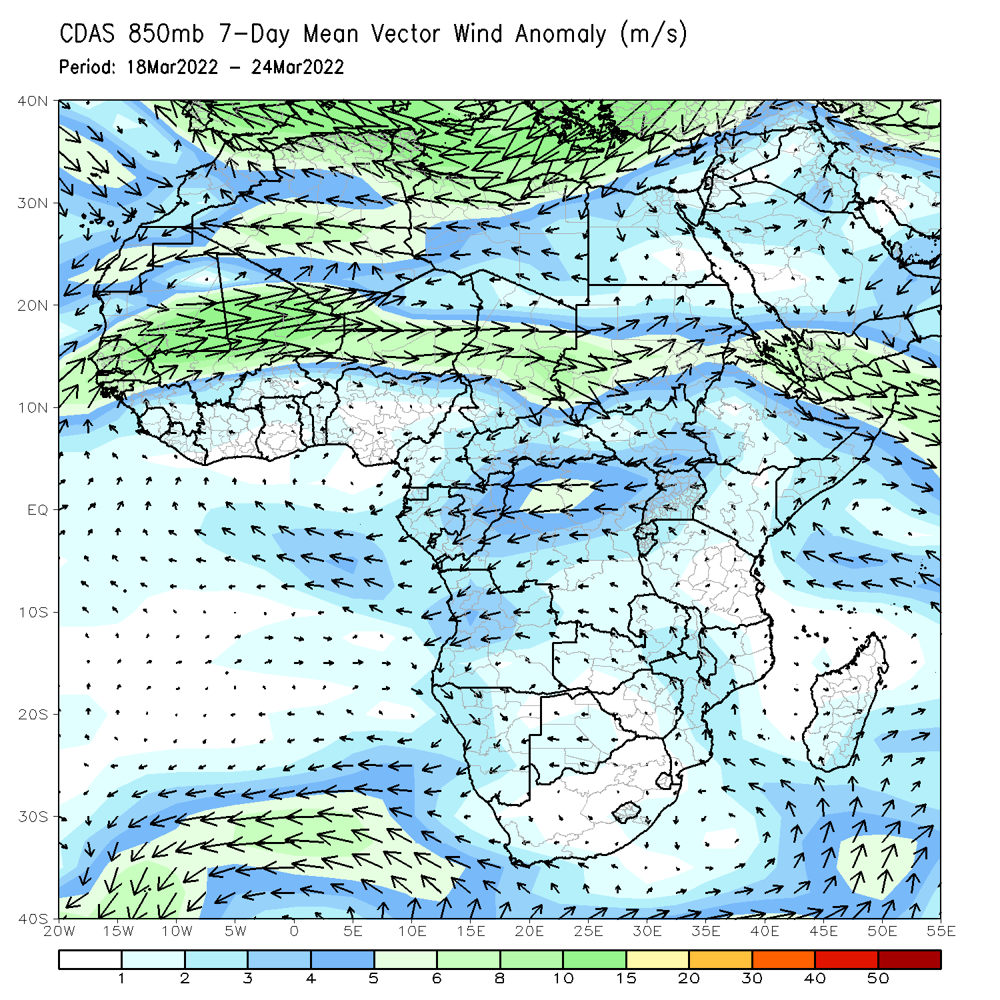 CDAS 850mb 7-Day Mean Vector Wind Anomaly (m/s)
Period: 18Mar2022 - 24Mar2022
40N
30N
20N
10N
EQ
10S
20S
30S
40S
20W 15W 10W 5W 0 5E 10E 15E 20E 25E 30E 35E 40E 45E 50E 55E
1 2 3 4 5 6 8 10 15 20 30 40 50